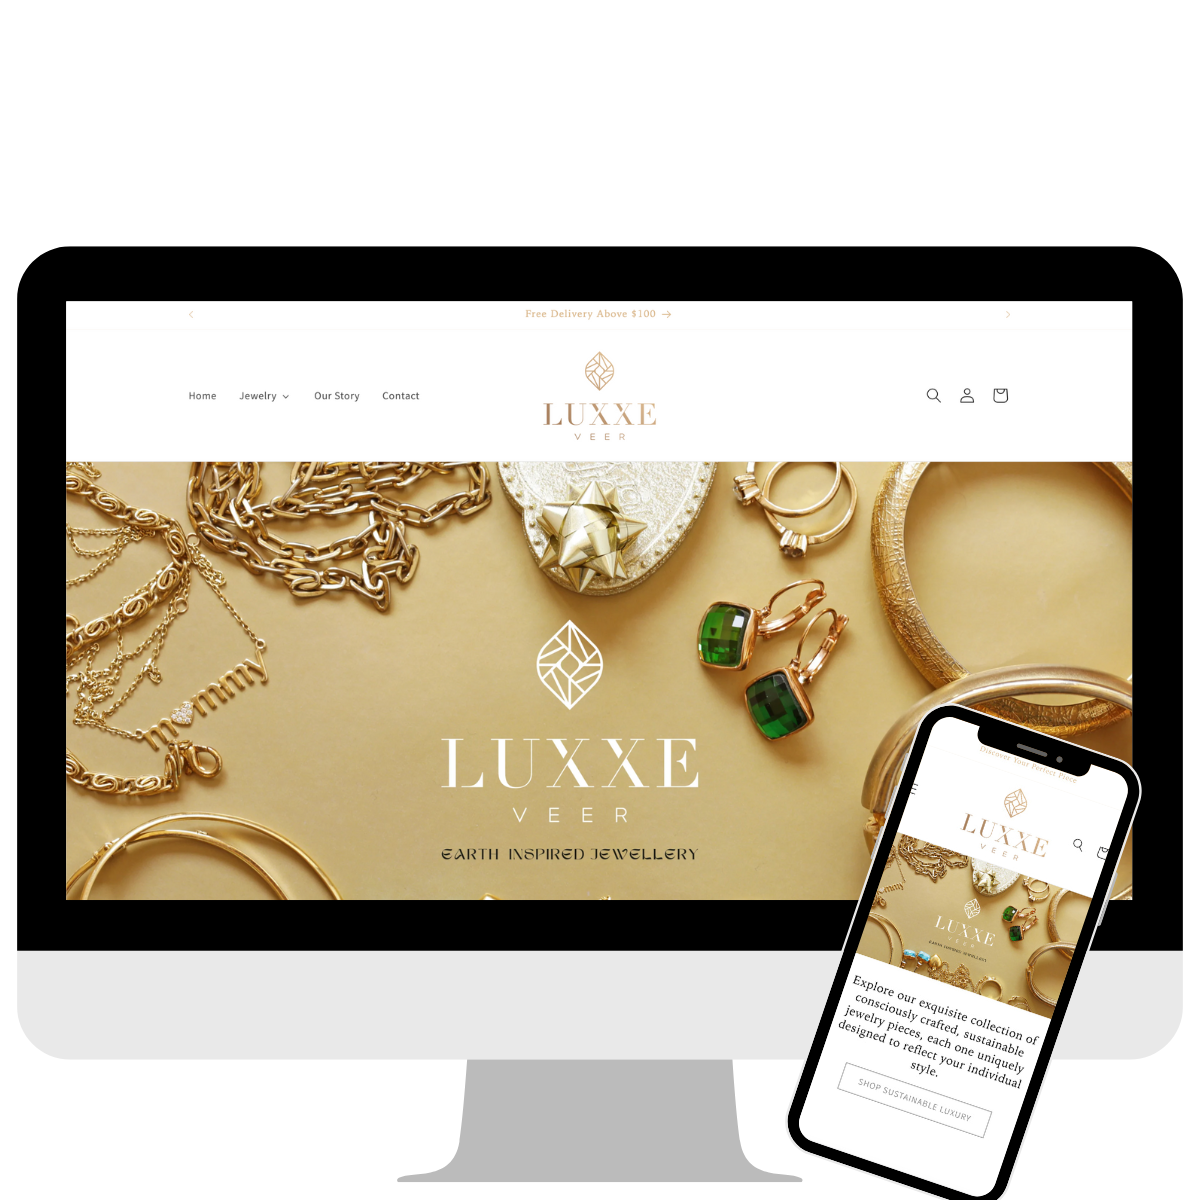 Free Delivery Above $100 →
Home
Jewelry
Our Story
Contact
LUXXE
VEER
mommy
LUXXE
VEER
EARTH INSPIRED JEWELLERY
Discover Your Perfect Piece
LUXXE
VEER
mmy
LUXXE
VEER
EARTH INSPIRED JEWELLERY
Explore our exquisite collection of
consciously crafted, sustainable
jewelry pieces, each one uniquely
designed to reflect your individual
style.
SHOP SUSTAINABLE LUXURY